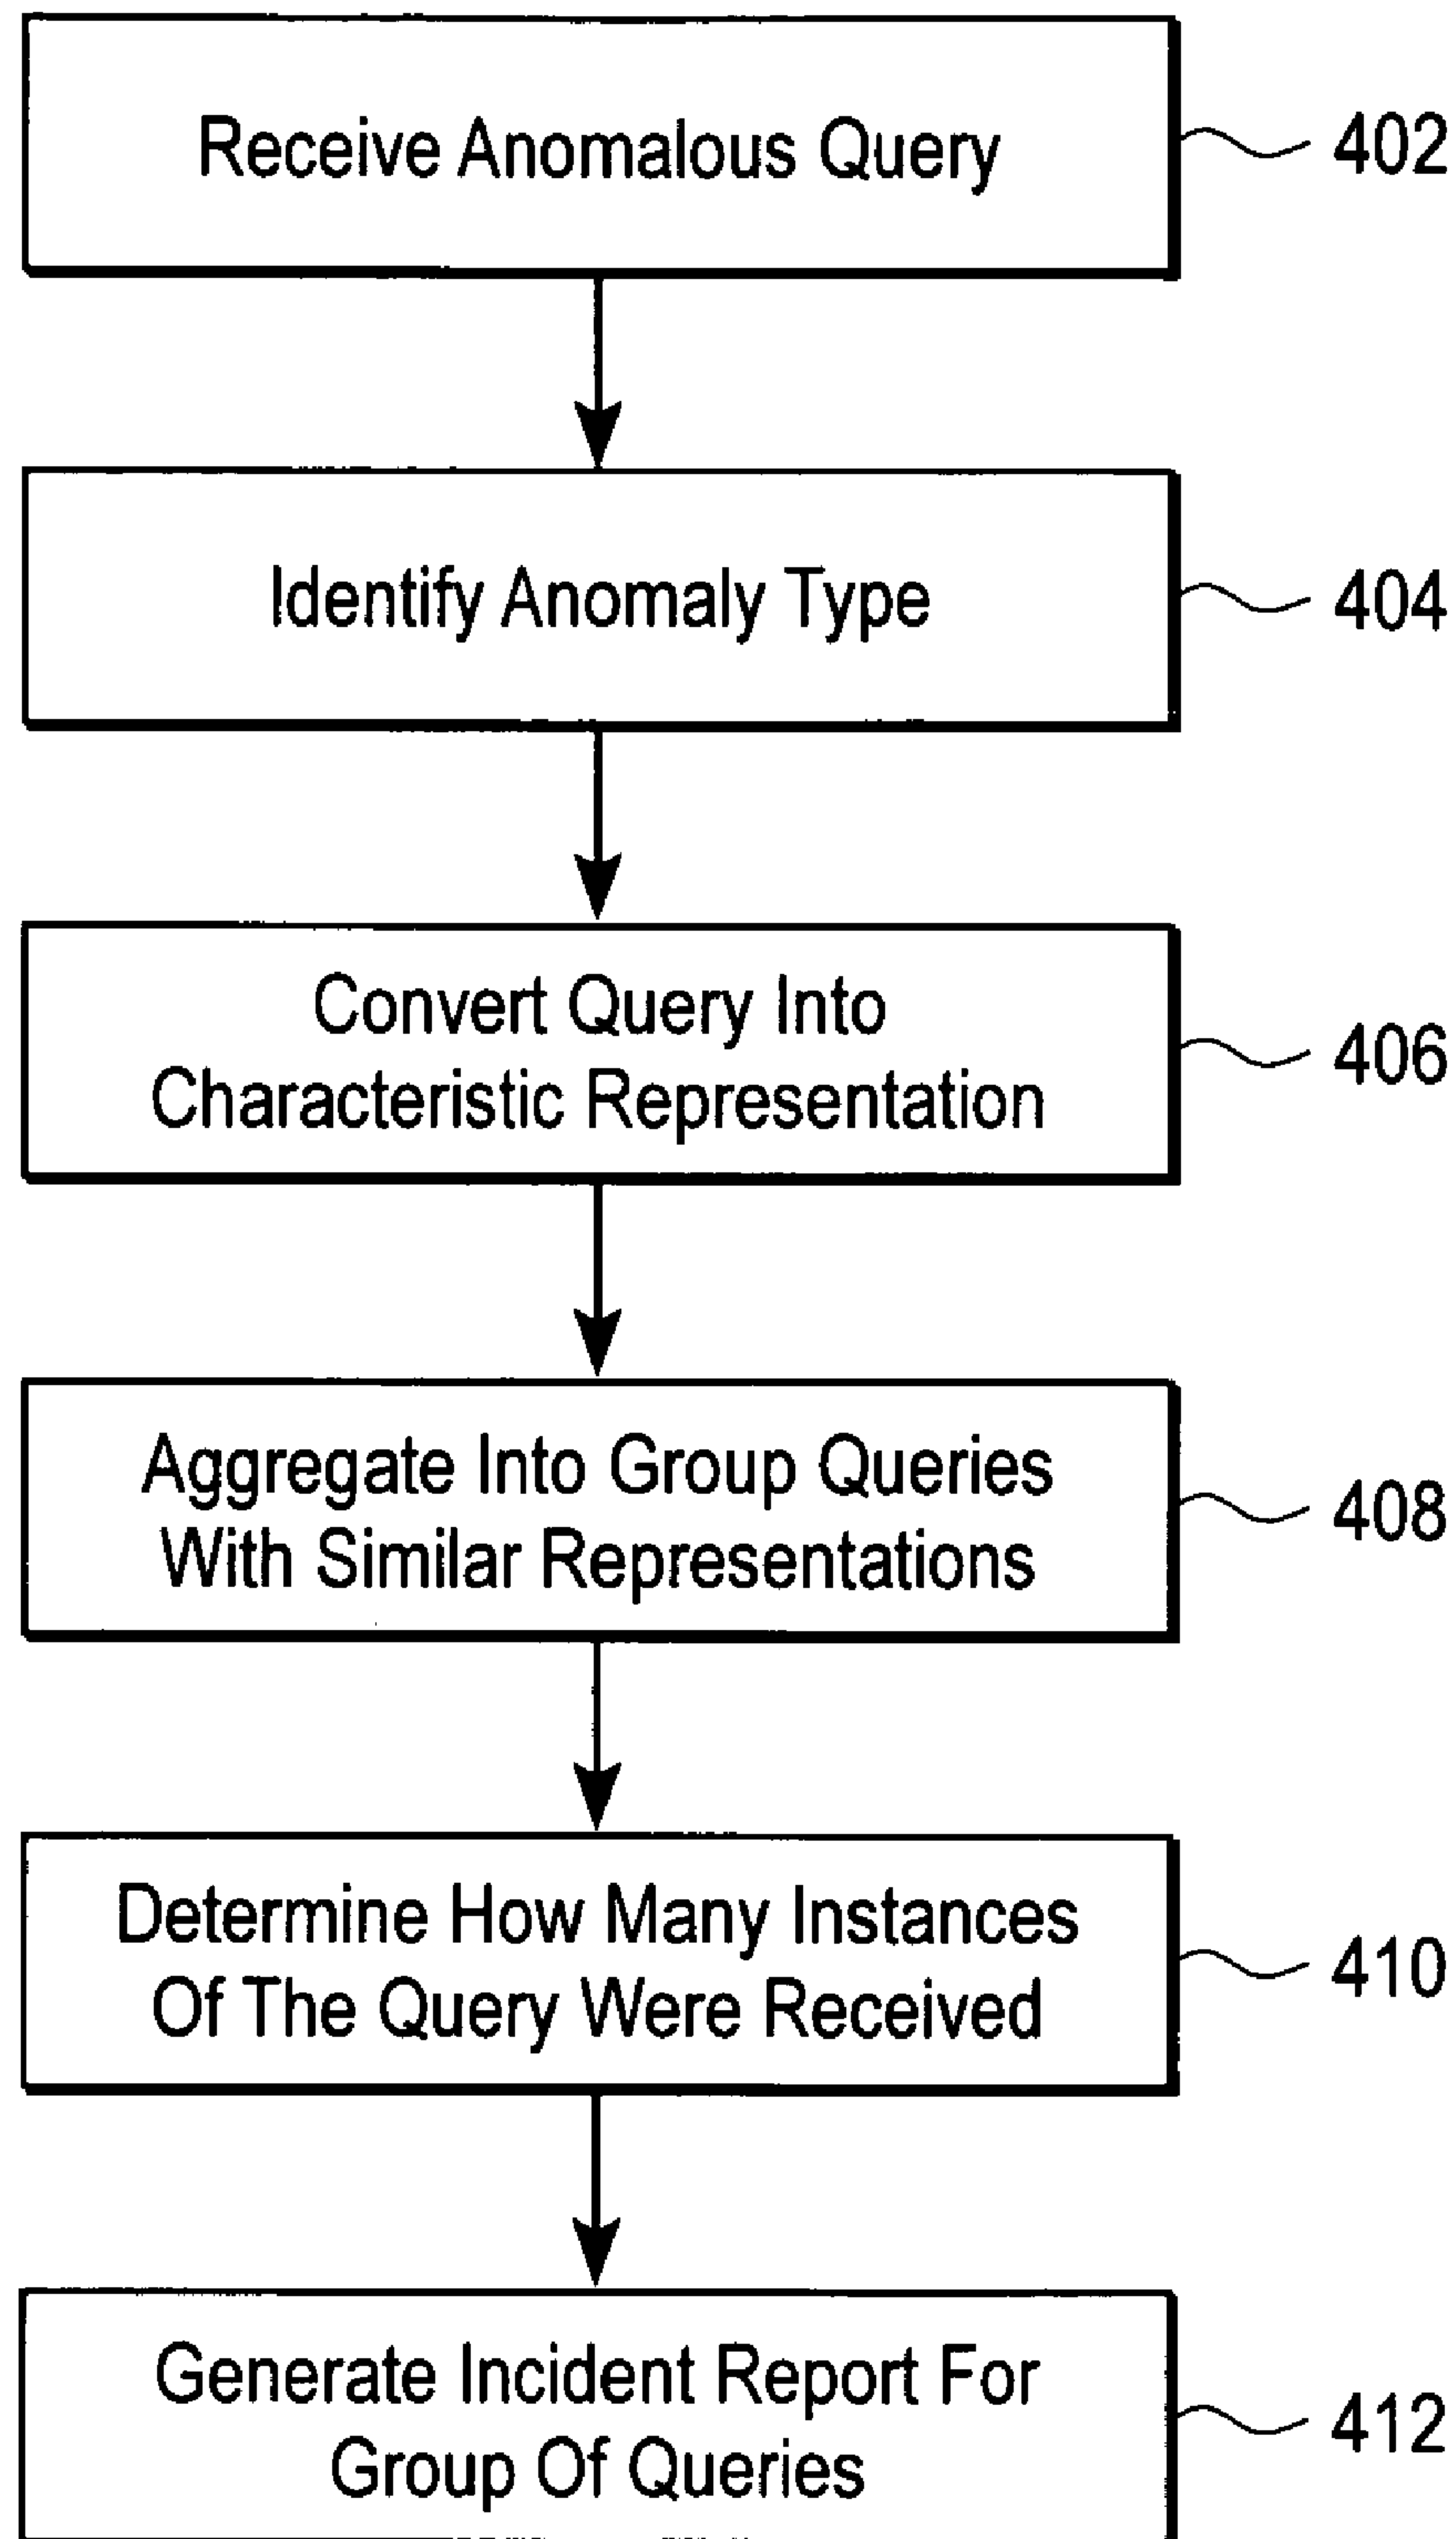 Receive Anomalous Query
402
Identify Anomaly Type
404
Convert Query Into
Characteristic Representation
406
Aggregate Into Group Queries
With Similar Representations
408
Determine How Many Instances
Of The Query Were Received
410
Generate Incident Report For
Group Of Queries
412